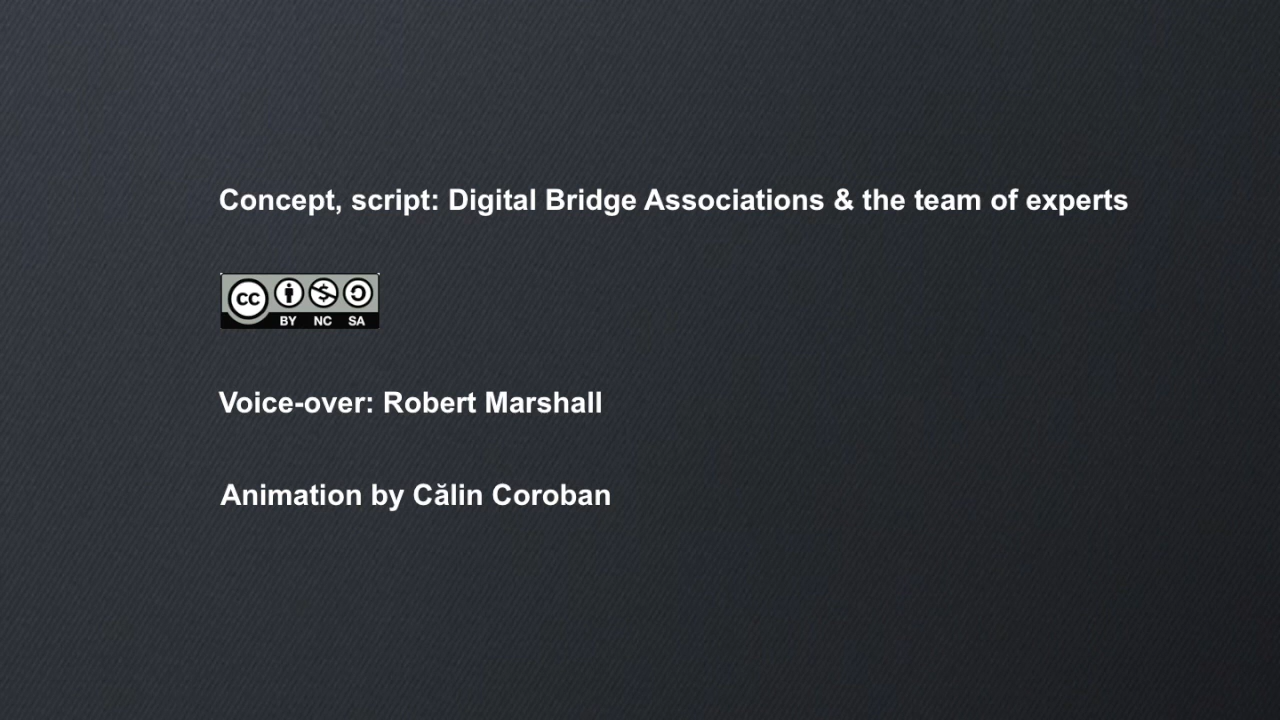 Concept, script: Digital Bridge Associations & the team of experts
cc
BY NC SA
Voice-over: Robert Marshall
Animation by Călin Coroban